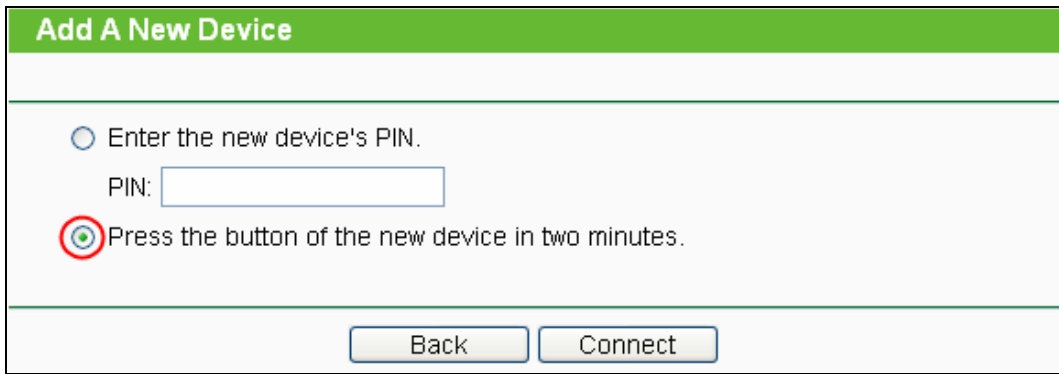 Add A New Device
Enter the new device's PIN.
PIN:
Press the button of the new device in two minutes.
Back Connect